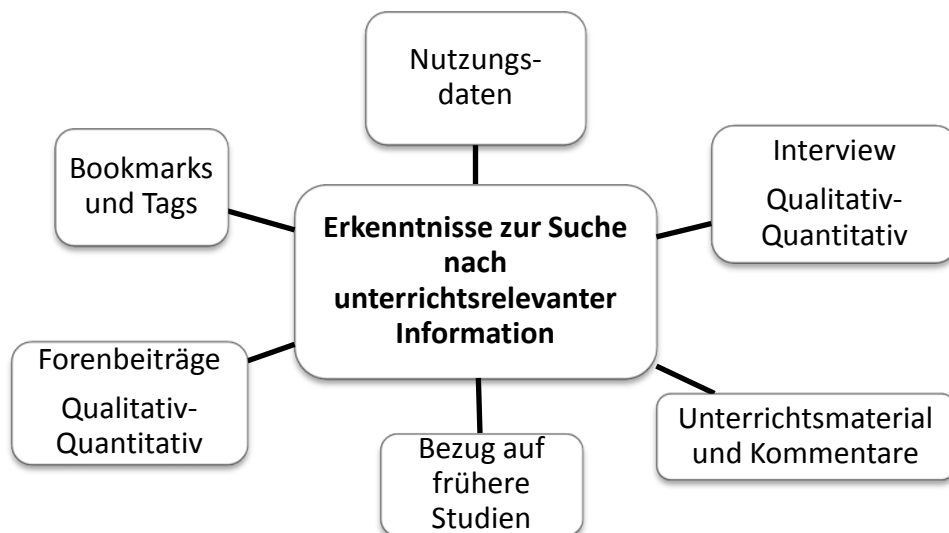 Nutzungs-
daten
Bookmarks
und Tags
Interview
Qualitativ-
Quantitativ
Erkenntnisse zur Suche
nach
unterrichtsrelevanter
Information
Forenbeiträge
Qualitativ-
Quantitativ
Bezug auf
frühere
Studien
Unterrichtsmaterial
und Kommentare